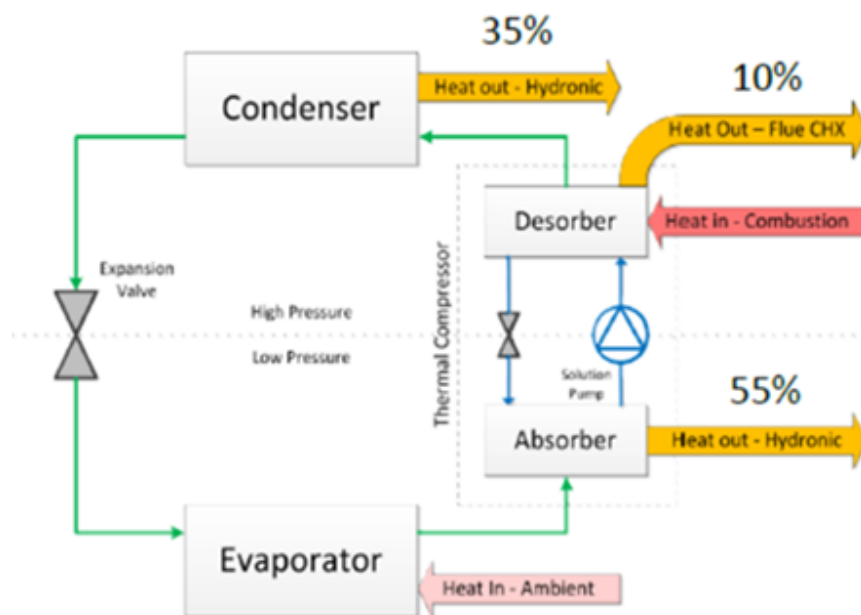 35%
Condenser
Heat out - Hydronic
10%
Heat Out – Flue CHX
Desorber
Heat in - Combustion
Expansion
Valve
High Pressure
Low Pressure
Thermal Compressor
Solution
Pump
55%
Absorber
Heat out - Hydronic
Evaporator
Heat In - Ambient